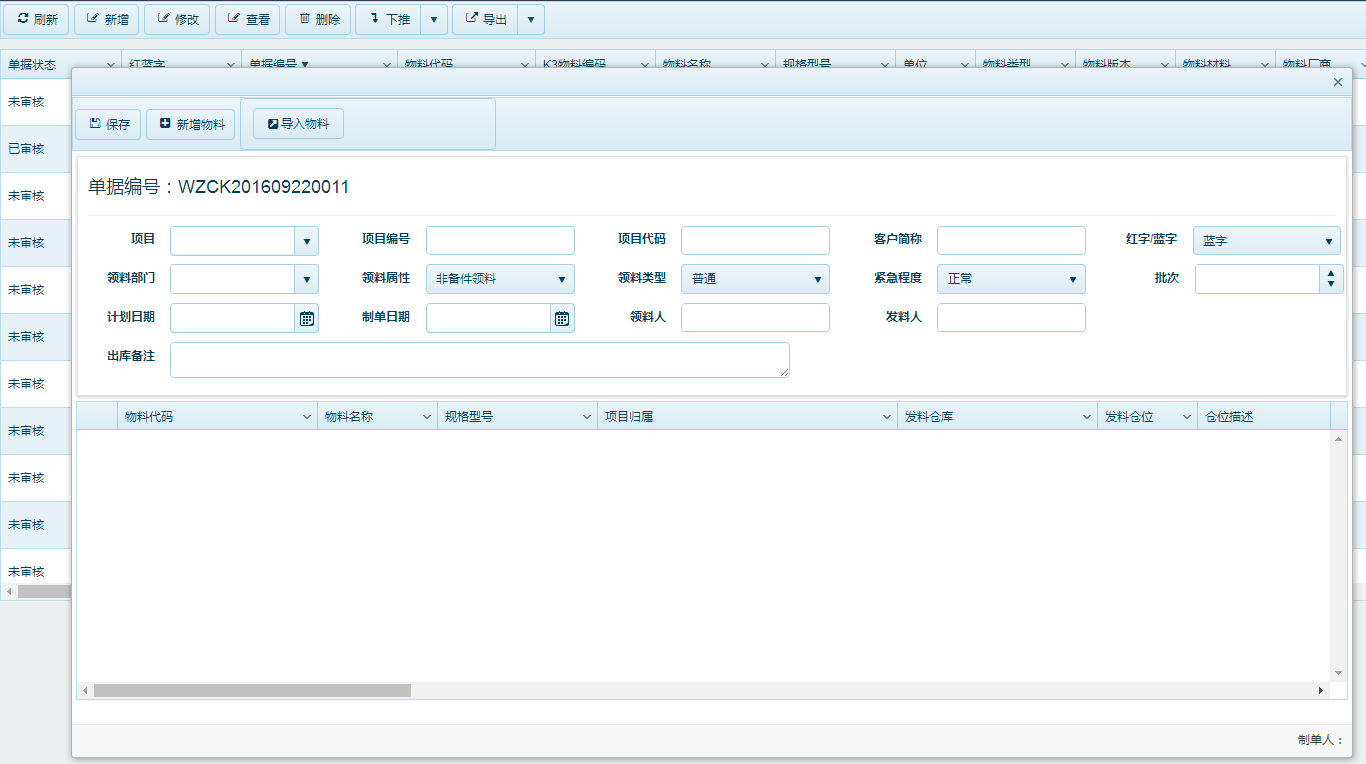 刷新 新增 修改 查看 删除 下推 导出
单据状态 红蓝字 单据编号 物料代码 K3物料编码 物料名称 规格型号 单位 物料类型 物料版本 物料材料 物料厂商
未审核
已审核
未审核
未审核
未审核
未审核
未审核
未审核
未审核
未审核
未审核
保存 新增物料 导入物料
单据编号：WZCK201609220011
项目 项目编号 项目代码 客户简称 红字/蓝字 蓝字
领料部门 领料属性 非备件领料 领料类型 普通 紧急程度 正常 批次
计划日期 制单日期 领料人 发料人
出库备注
物料代码 物料名称 规格型号 项目归属 发料仓库 发料仓位 仓位描述
制单人：